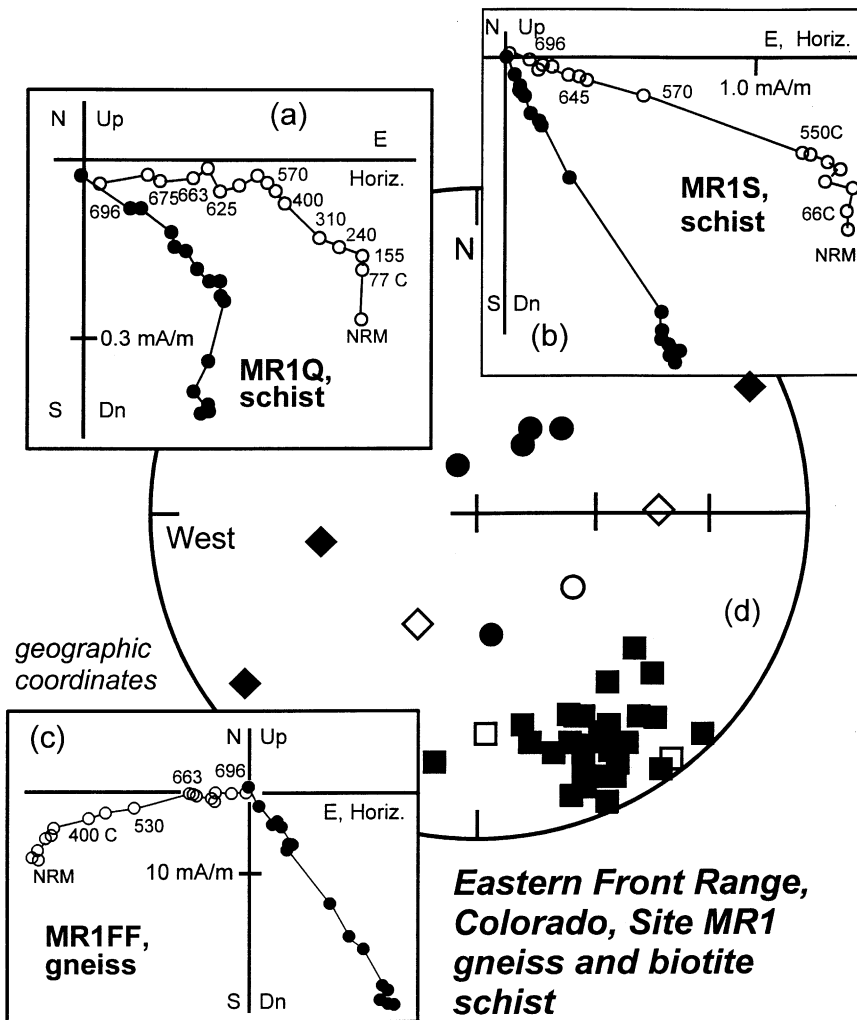 (a)
N Up
E
Horiz.
570
400
675
663
625
310
240
155
77 C
696
NRM
0.3 mA/m
MR1Q,
schist
S Dn
N Up
696
E, Horiz.
1.0 mA/m
645
570
550C
MR1S,
schist
66C
NRM
S Dn
(b)
N
West
(d)
geographic
coordinates
(c)
N Up
663
696
E, Horiz.
400 C
530
NRM
10 mA/m
MR1FF,
gneiss
S Dn
Eastern Front Range,
Colorado, Site MR1
gneiss and biotite
schist